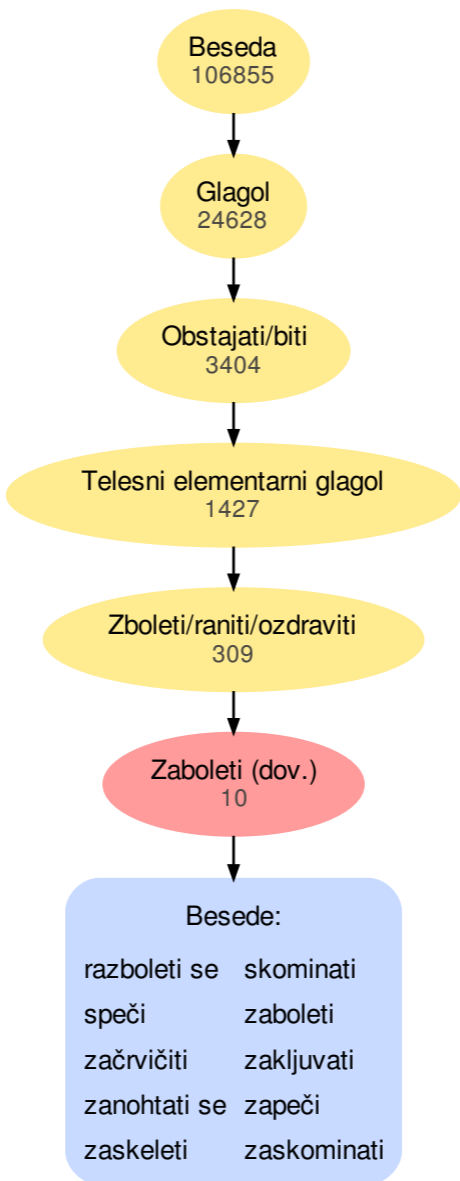 Beseda
106855
Glagol
24628
Obstajati/biti
3404
Telesni elementarni glagol
1427
Zboleti/raniti/ozdraviti
309
Zaboleti (dov.)
10
Besede:
razboleti se skominati
speči zaboleti
začrvičiti zakljuvati
zanohtati se zapeči
zaskeleti zaskominati